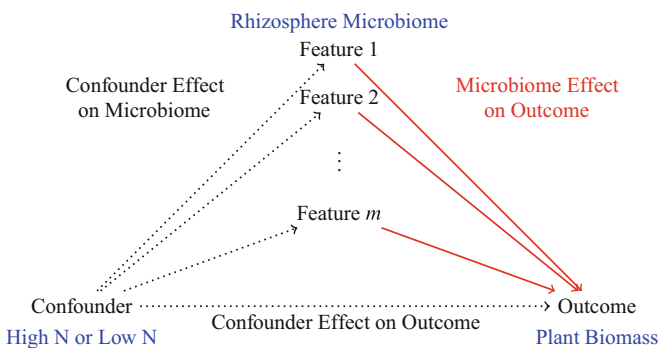 Rhizosphere Microbiome
Feature 1
Confounder Effect
on Microbiome
Feature 2
Microbiome Effect
on Outcome
⋮
Feature m
Confounder
Outcome
Confounder Effect on Outcome
High N or Low N
Plant Biomass